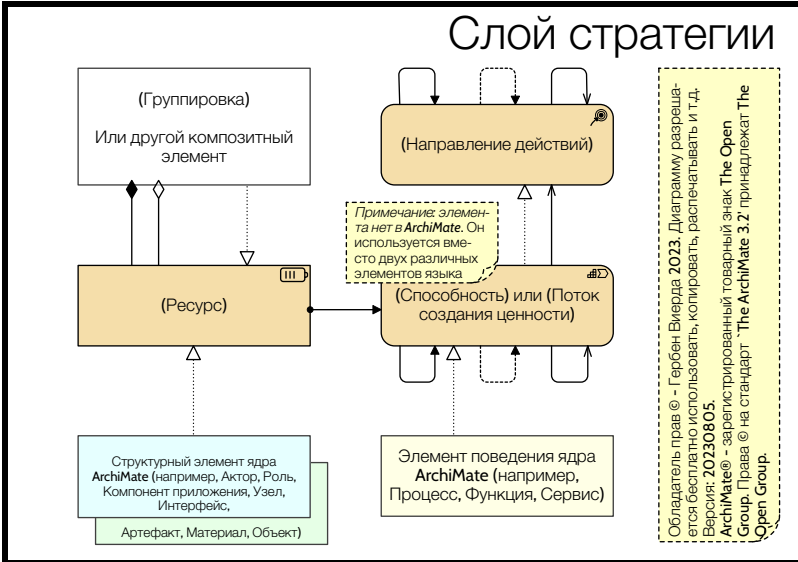 Слой стратегии
(Группировка)
Или другой композитный
элемент
(Направление действий)
Примечание: элемен-
та нет в ArchiMate. Он
используется вме-
сто двух различных
элементов языка
(Ресурс)
(Способность) или (Поток
создания ценности)
Структурный элемент ядра
ArchiMate (например, Актор, Роль,
Компонент приложения, Узел,
Интерфейс,
Артефакт, Материал, Объект)
Элемент поведения ядра
ArchiMate (например,
Процесс, Функция, Сервис)
Обладатель прав © - Гербен Виерда 2023. Диаграмму разреша-
ется бесплатно использовать, копировать, распечатывать и т.д.
Версия: 20230805.
ArchiMate® - зарегистрированный товарный знак The Open
Group. Права © на стандарт `The ArchiMate 3.2' принадлежат The
Open Group.